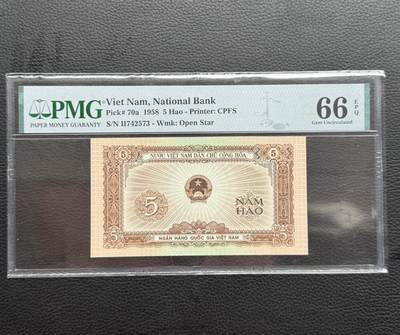 PMG
PAPER MONEY GUARANTY
Viet Nam, National Bank
Pick# 70a 1958 5 Hao - Printer: CPFS
S/N II742573 - Wmk: Open Star
66 EPQ
Gem Uncirculated
5 NƯỚC VIỆT NAM DÂN CHỦ CỘNG HÒA 5
5
NĂM
HÀO
5 NGÂN HÀNG QUỐC GIA VIỆT NAM 5